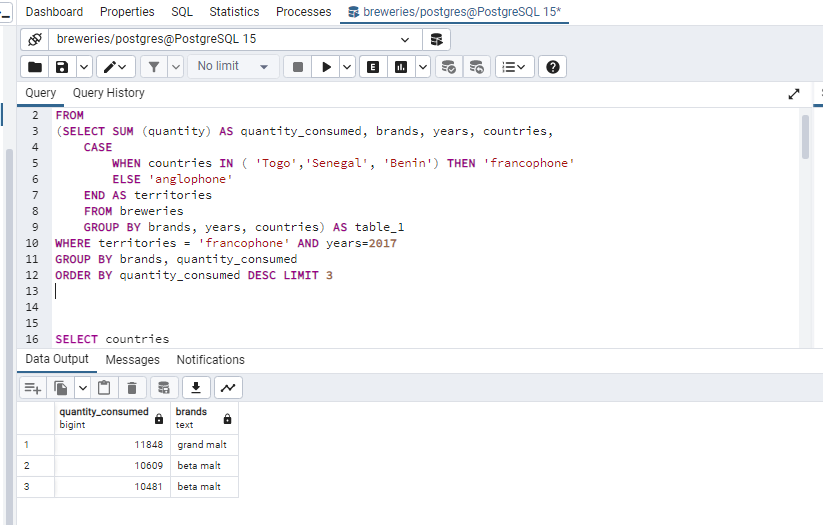 Dashboard Properties SQL Statistics Processes breweries/postgres@PostgreSQL 15*
breweries/postgres@PostgreSQL 15
No limit E
Query Query History
2 FROM
3 (SELECT SUM (quantity) AS quantity_consumed, brands, years, countries,
4 CASE
5 WHEN countries IN ( 'Togo','Senegal', 'Benin') THEN 'francophone'
6 ELSE 'anglophone'
7 END AS territories
8 FROM breweries
9 GROUP BY brands, years, countries) AS table_1
10 WHERE territories = 'francophone' AND years=2017
11 GROUP BY brands, quantity_consumed
12 ORDER BY quantity_consumed DESC LIMIT 3
13
14
15
16 SELECT countries
Data Output Messages Notifications
quantity_consumed brands
bigint text
1 11848 grand malt
2 10609 beta malt
3 10481 beta malt